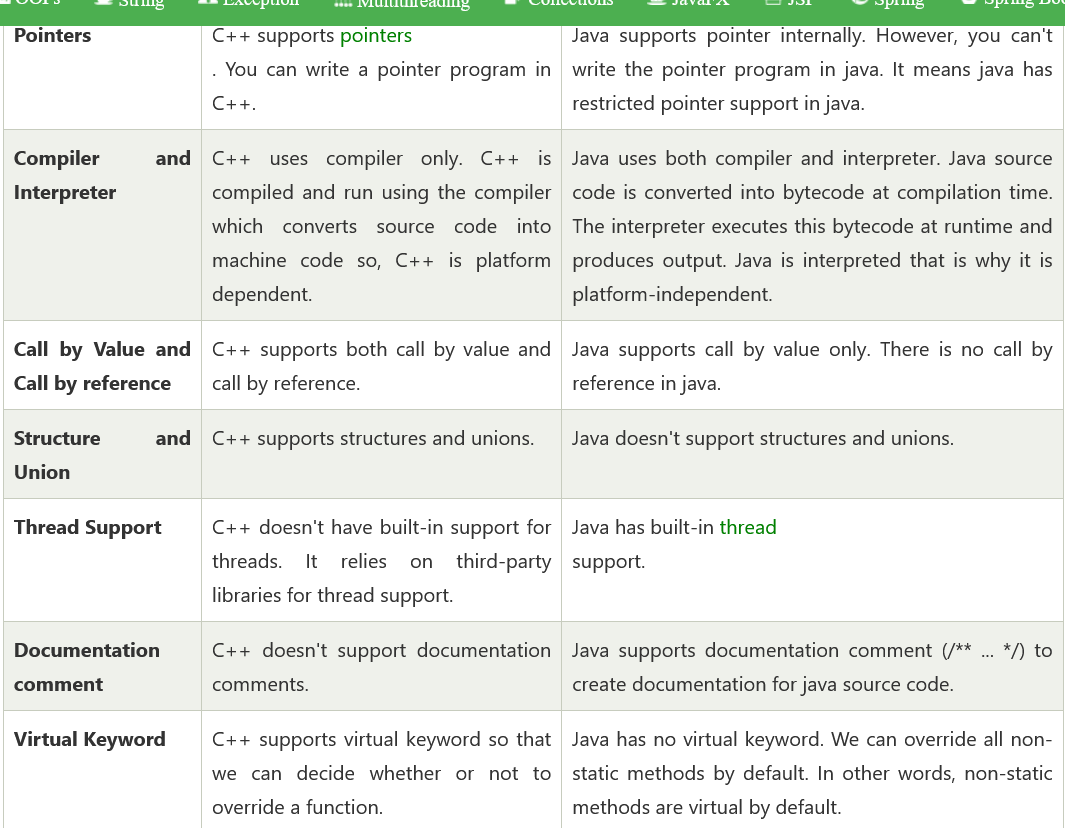 OOPs String Exception Multithreading Collections JavaFX JSP Spring Spring Boo
Pointers
C++ supports pointers
. You can write a pointer program in
C++.
Java supports pointer internally. However, you can't
write the pointer program in java. It means java has
restricted pointer support in java.
Compiler and
Interpreter
C++ uses compiler only. C++ is
compiled and run using the compiler
which converts source code into
machine code so, C++ is platform
dependent.
Java uses both compiler and interpreter. Java source
code is converted into bytecode at compilation time.
The interpreter executes this bytecode at runtime and
produces output. Java is interpreted that is why it is
platform-independent.
Call by Value and
Call by reference
C++ supports both call by value and
call by reference.
Java supports call by value only. There is no call by
reference in java.
Structure and
Union
C++ supports structures and unions.
Java doesn't support structures and unions.
Thread Support
C++ doesn't have built-in support for
threads. It relies on third-party
libraries for thread support.
Java has built-in thread
support.
Documentation
comment
C++ doesn't support documentation
comments.
Java supports documentation comment (/** ... */) to
create documentation for java source code.
Virtual Keyword
C++ supports virtual keyword so that
we can decide whether or not to
override a function.
Java has no virtual keyword. We can override all non-
static methods by default. In other words, non-static
methods are virtual by default.